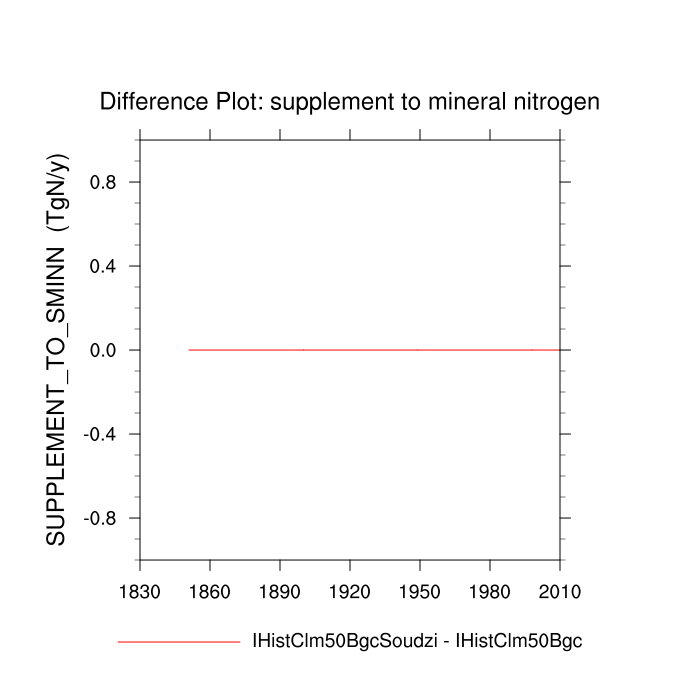 Difference Plot: supplement to mineral nitrogen
SUPPLEMENT_TO_SMINN (TgN/y)
0.8
0.4
0.0
-0.4
-0.8
1830 1860 1890 1920 1950 1980 2010
IHistClm50BgcSoudzi - IHistClm50Bgc